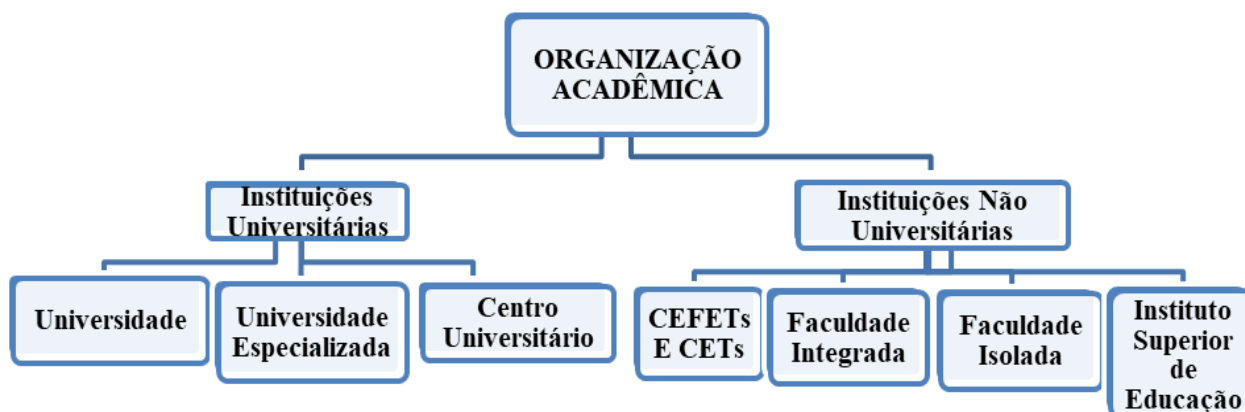 ORGANIZAÇÃO
ACADÊMICA
Instituições
Universitárias
Instituições Não
Universitárias
Universidade
Universidade
Especializada
Centro
Universitário
CEFETs
E CETs
Faculdade
Integrada
Faculdade
Isolada
Instituto
Superior
de
Educação